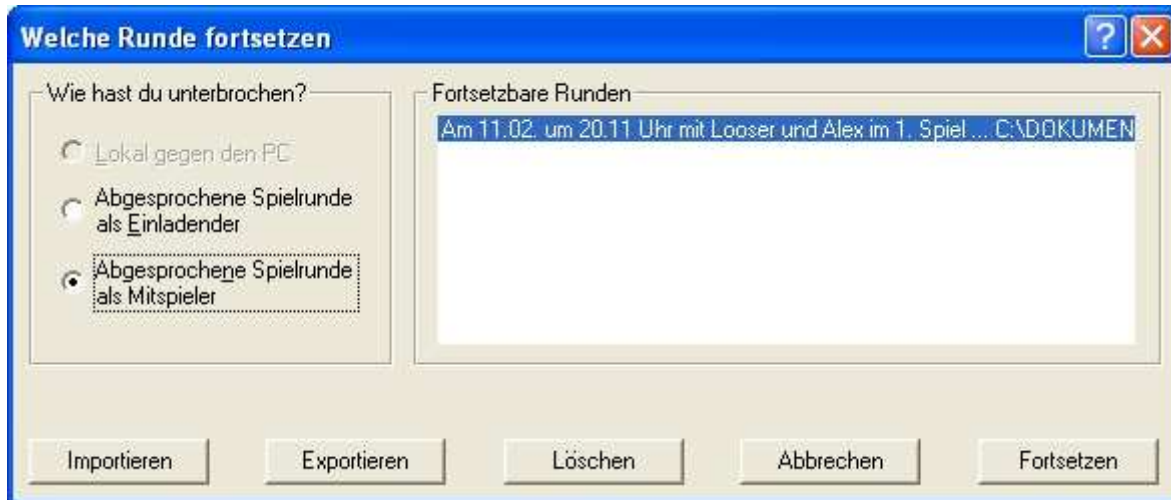 Welche Runde fortsetzen
Wie hast du unterbrochen?
Lokal gegen den PC
Abgesprochene Spielrunde
als Einladender
Abgesprochene Spielrunde
als Mitspieler
Fortsetzbare Runden
Am 11.02. um 20.11 Uhr mit Looser und Alex im 1. Spiel ... C:\DOKUMEN
Importieren
Exportieren
Löschen
Abbrechen
Fortsetzen